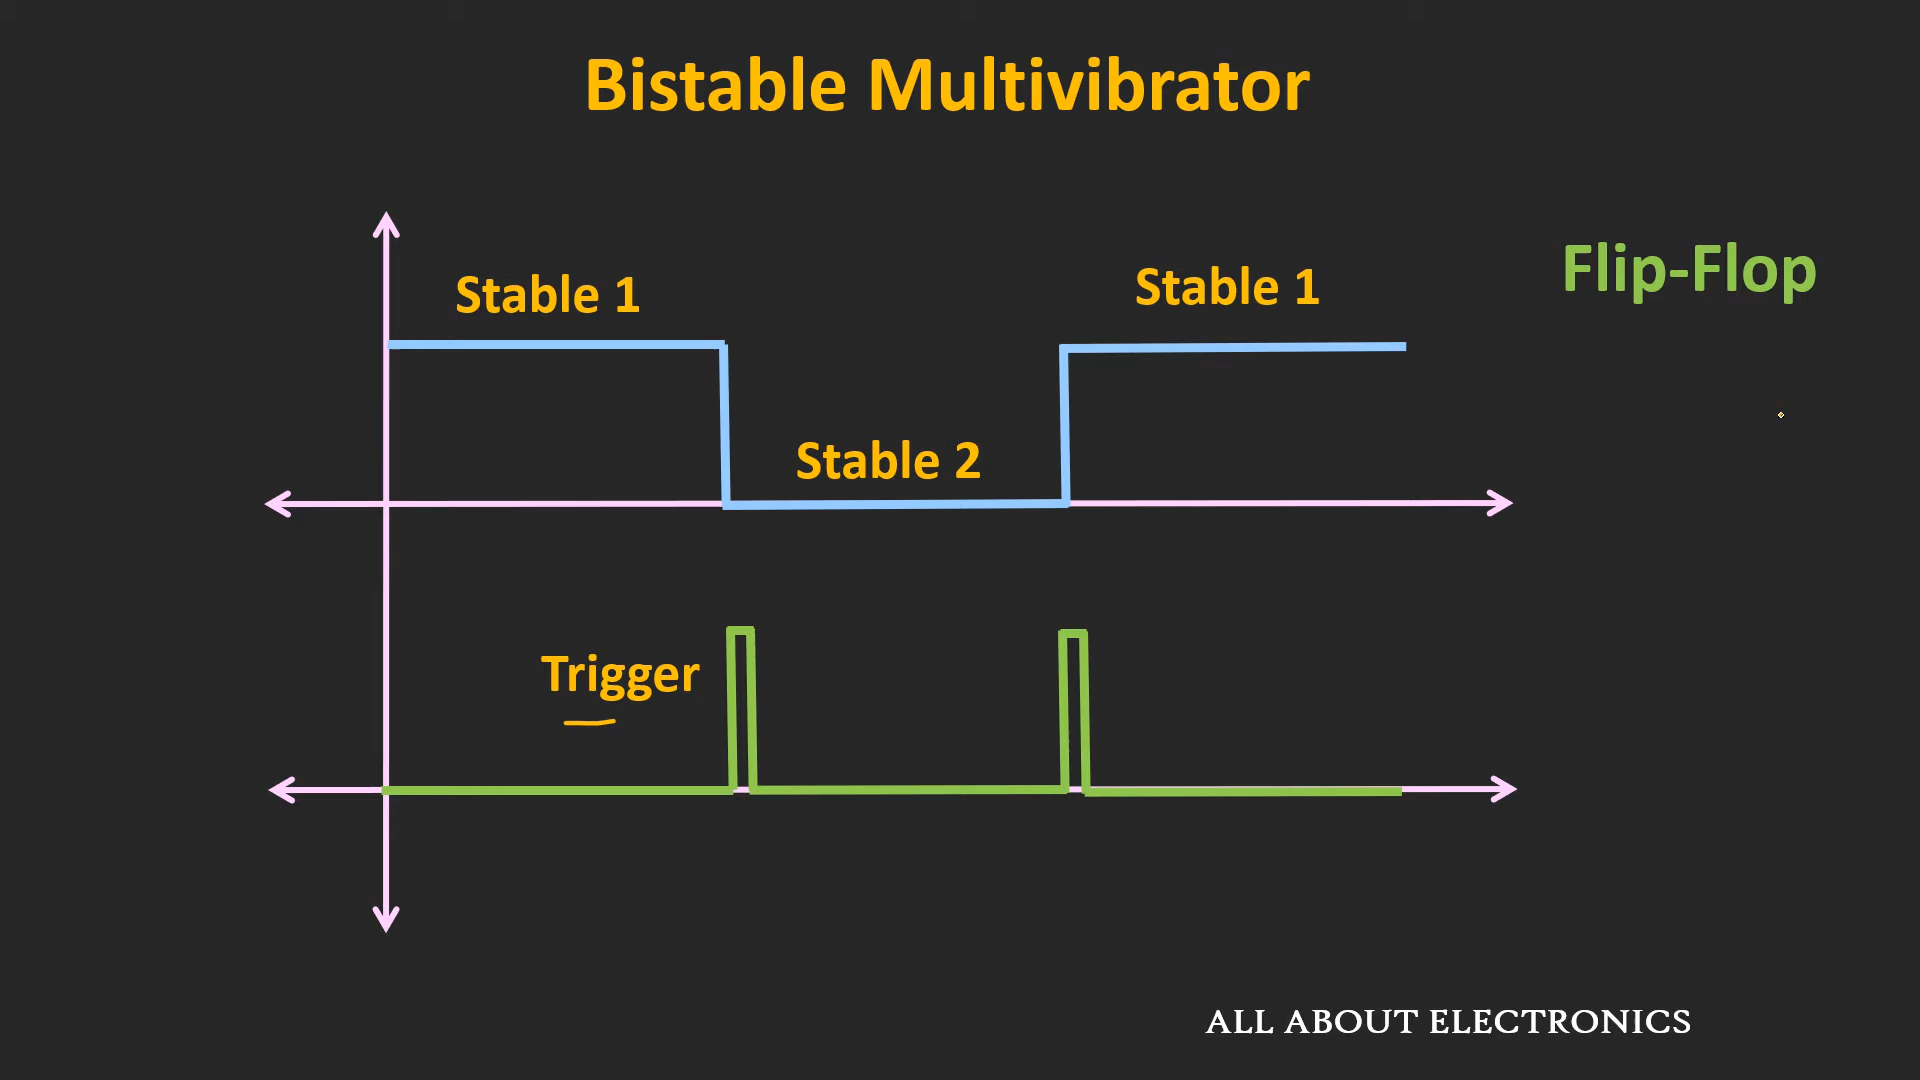 Bistable Multivibrator
Stable 1
Stable 1
Flip-Flop
Stable 2
Trigger
ALL ABOUT ELECTRONICS